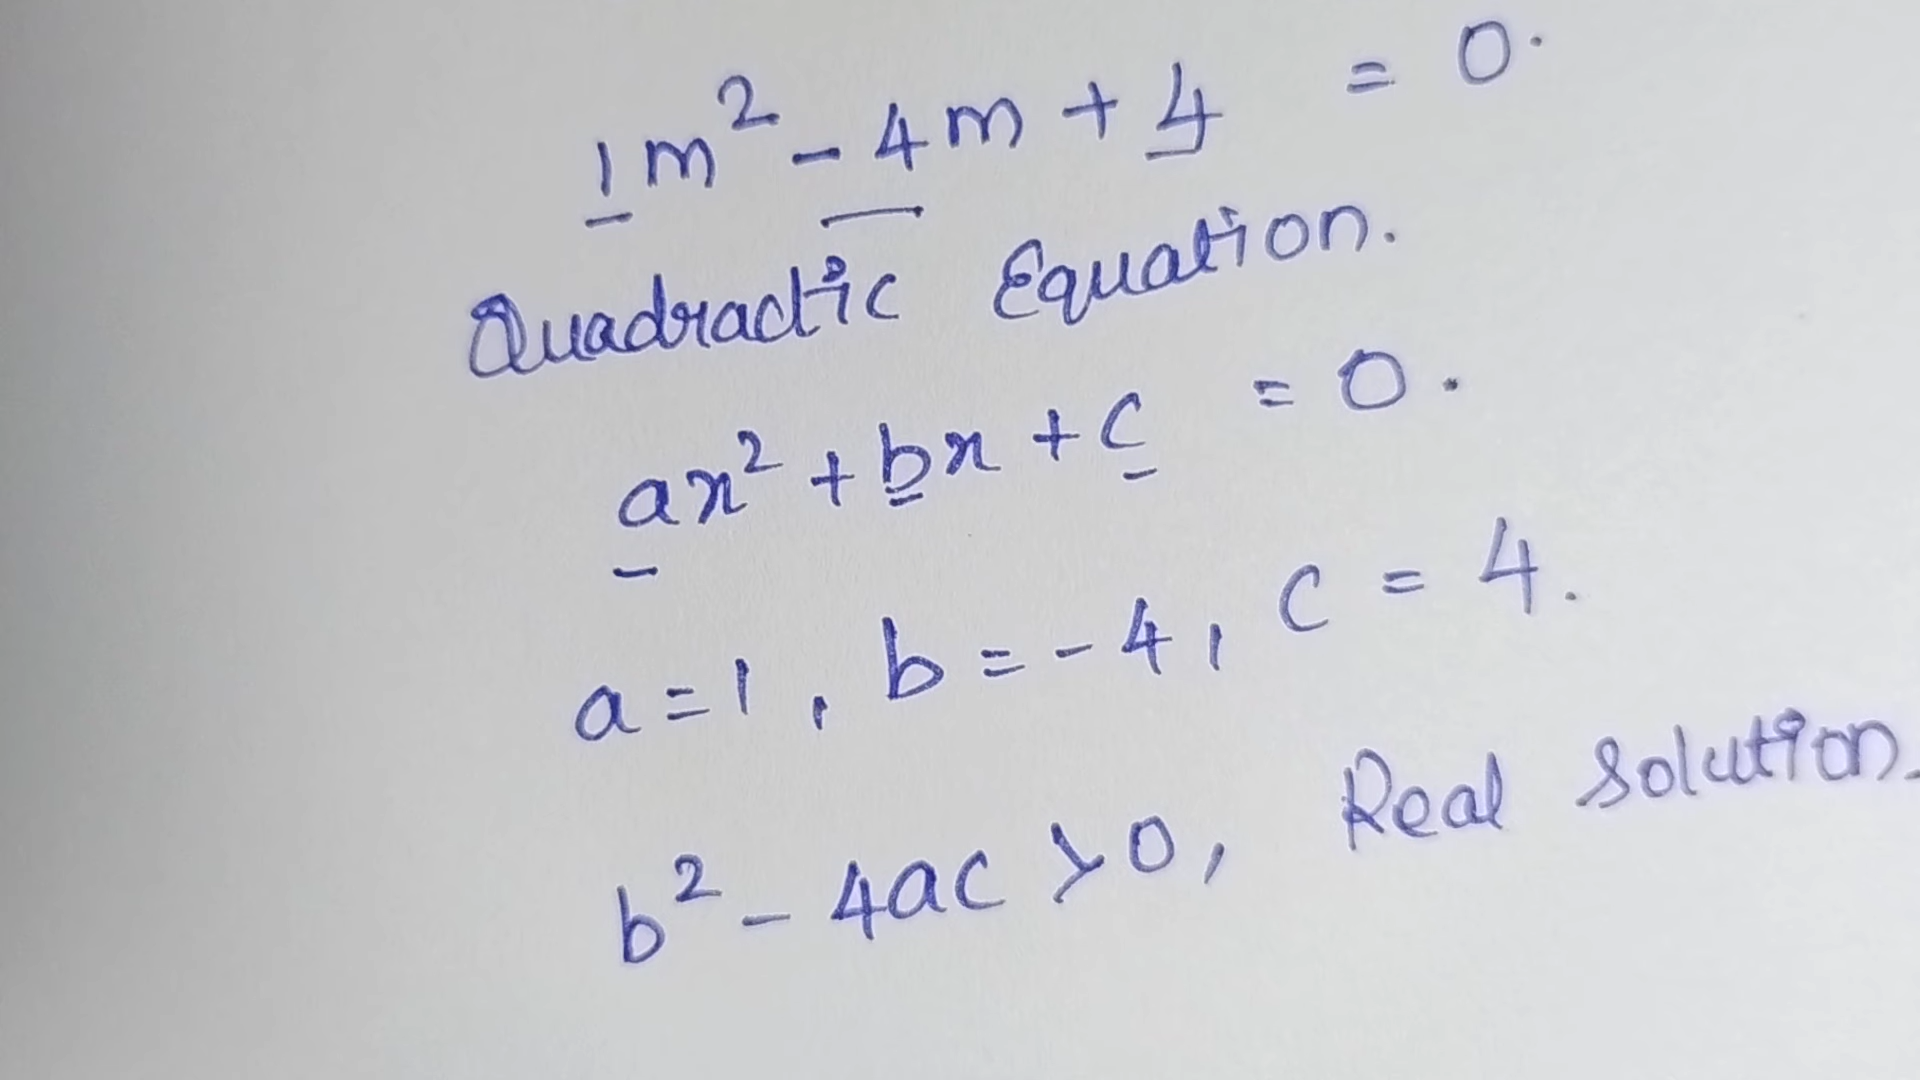 1m² - 4m + 4 = 0.
Quadractic Equation.
ax² + bx + c = 0.
a = 1, b = -4, c = 4.
b² - 4ac > 0, Real Solution.